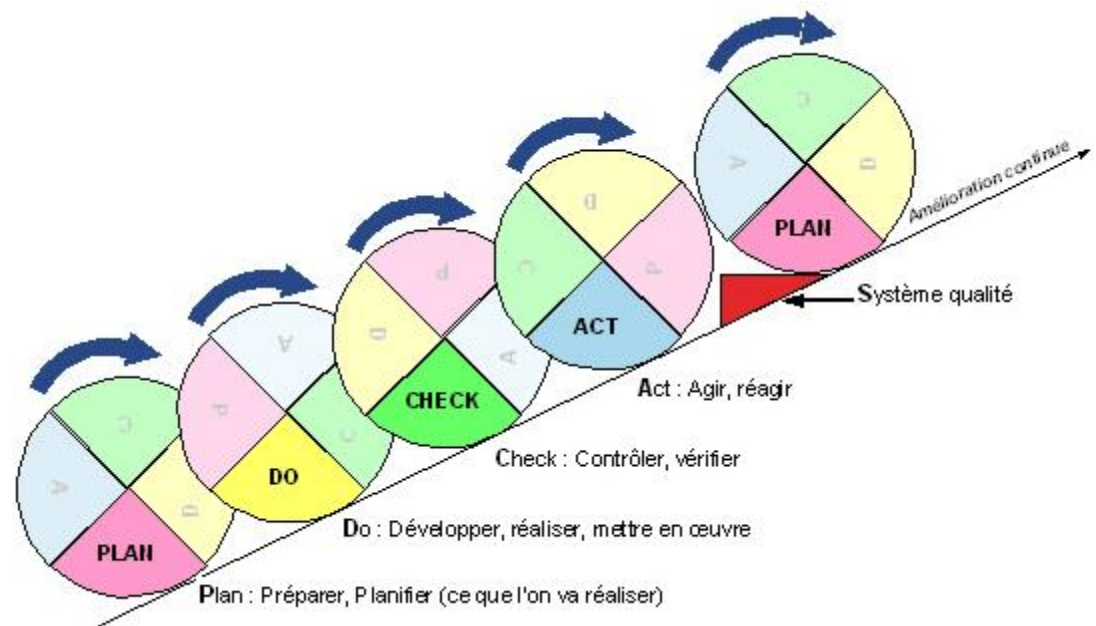 C
D
A
PLAN
A
C
P
DO
P
A
D
CHECK
D
P
C
ACT
C
D
A
PLAN
Amélioration continue
Système qualité
Act : Agir, réagir
Check : Contrôler, vérifier
Do : Développer, réaliser, mettre en œuvre
Plan : Préparer, Planifier (ce que l'on va réaliser)